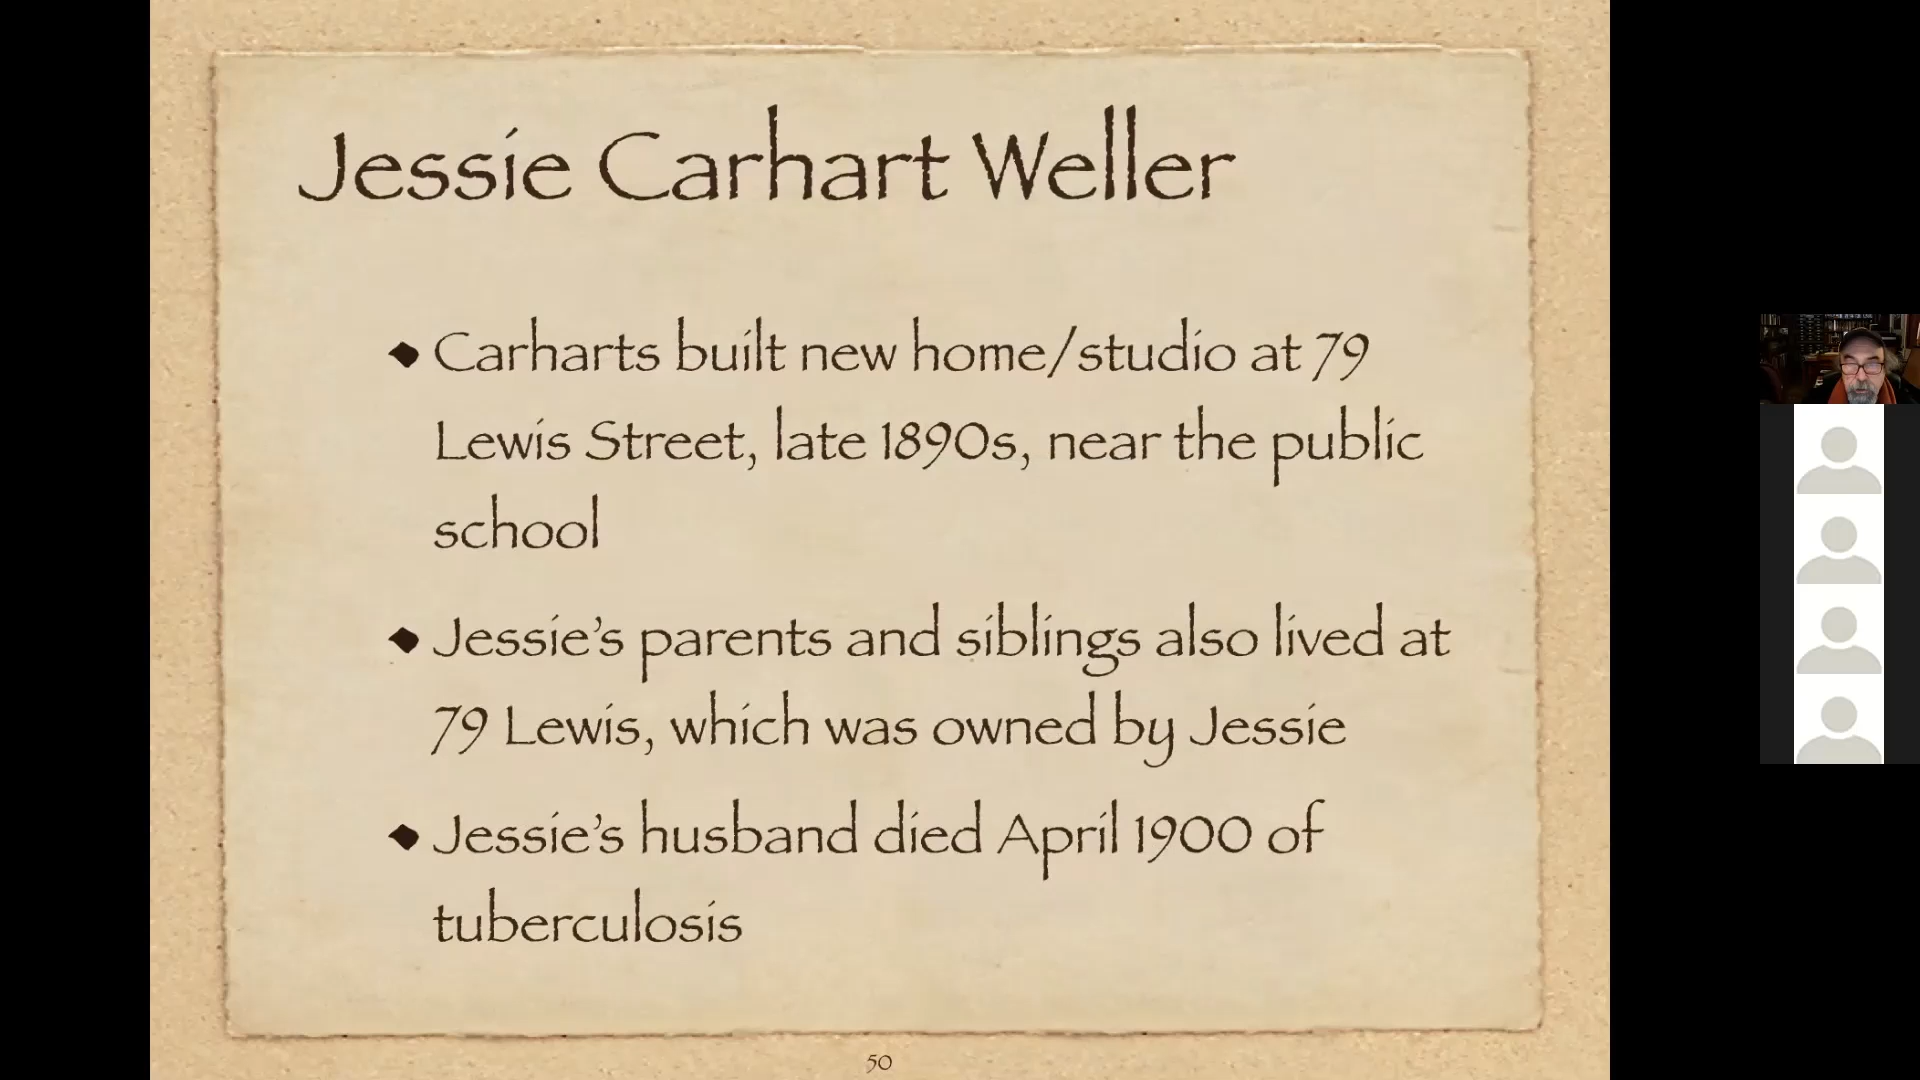 Jessie Carhart Weller
◆ Carharts built new home/studio at 79
Lewis Street, late 1890s, near the public
school
◆ Jessie's parents and siblings also lived at
79 Lewis, which was owned by Jessie
◆ Jessie's husband died April 1900 of
tuberculosis
50